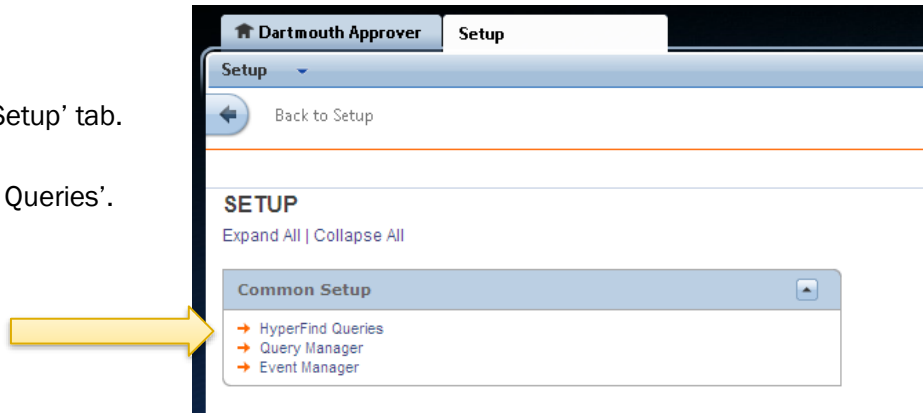 Dartmouth Approver Setup
Setup
Setup' tab.
Back to Setup
Queries'.
SETUP
Expand All | Collapse All
Common Setup
HyperFind Queries
Query Manager
Event Manager